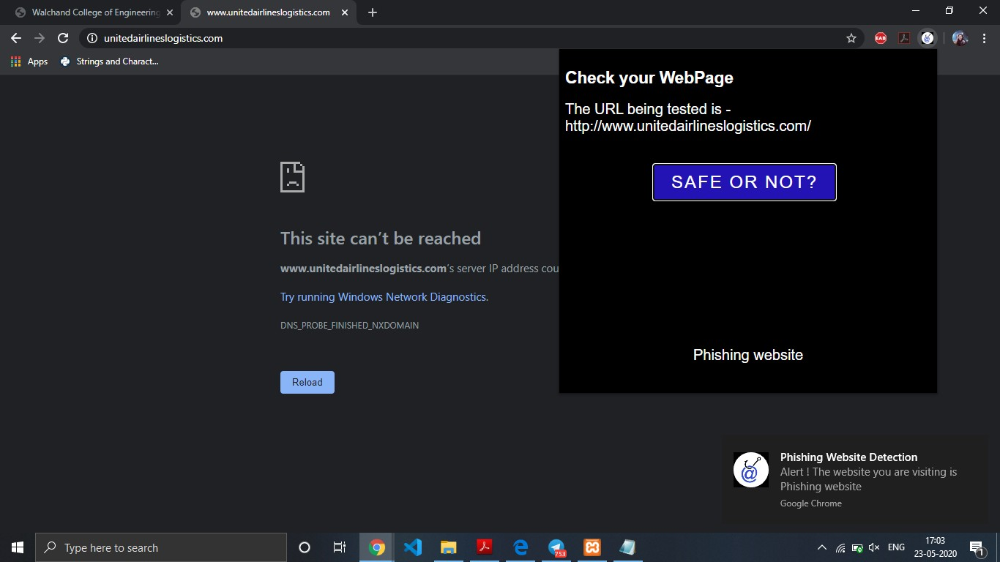 Walchand College of Engineering
www.unitedairlineslogistics.com
unitedairlineslogistics.com
EAB
Apps
Strings and Charact...
Check your WebPage
The URL being tested is -
http://www.unitedairlineslogistics.com/
SAFE OR NOT?
Phishing website
This site can't be reached
www.unitedairlineslogistics.com's server IP address cou
Try running Windows Network Diagnostics.
DNS_PROBE_FINISHED_NXDOMAIN
Reload
Phishing Website Detection
Alert ! The website you are visiting is
Phishing website
Google Chrome
Type here to search
753
ENG
17:03
23-05-2020
1